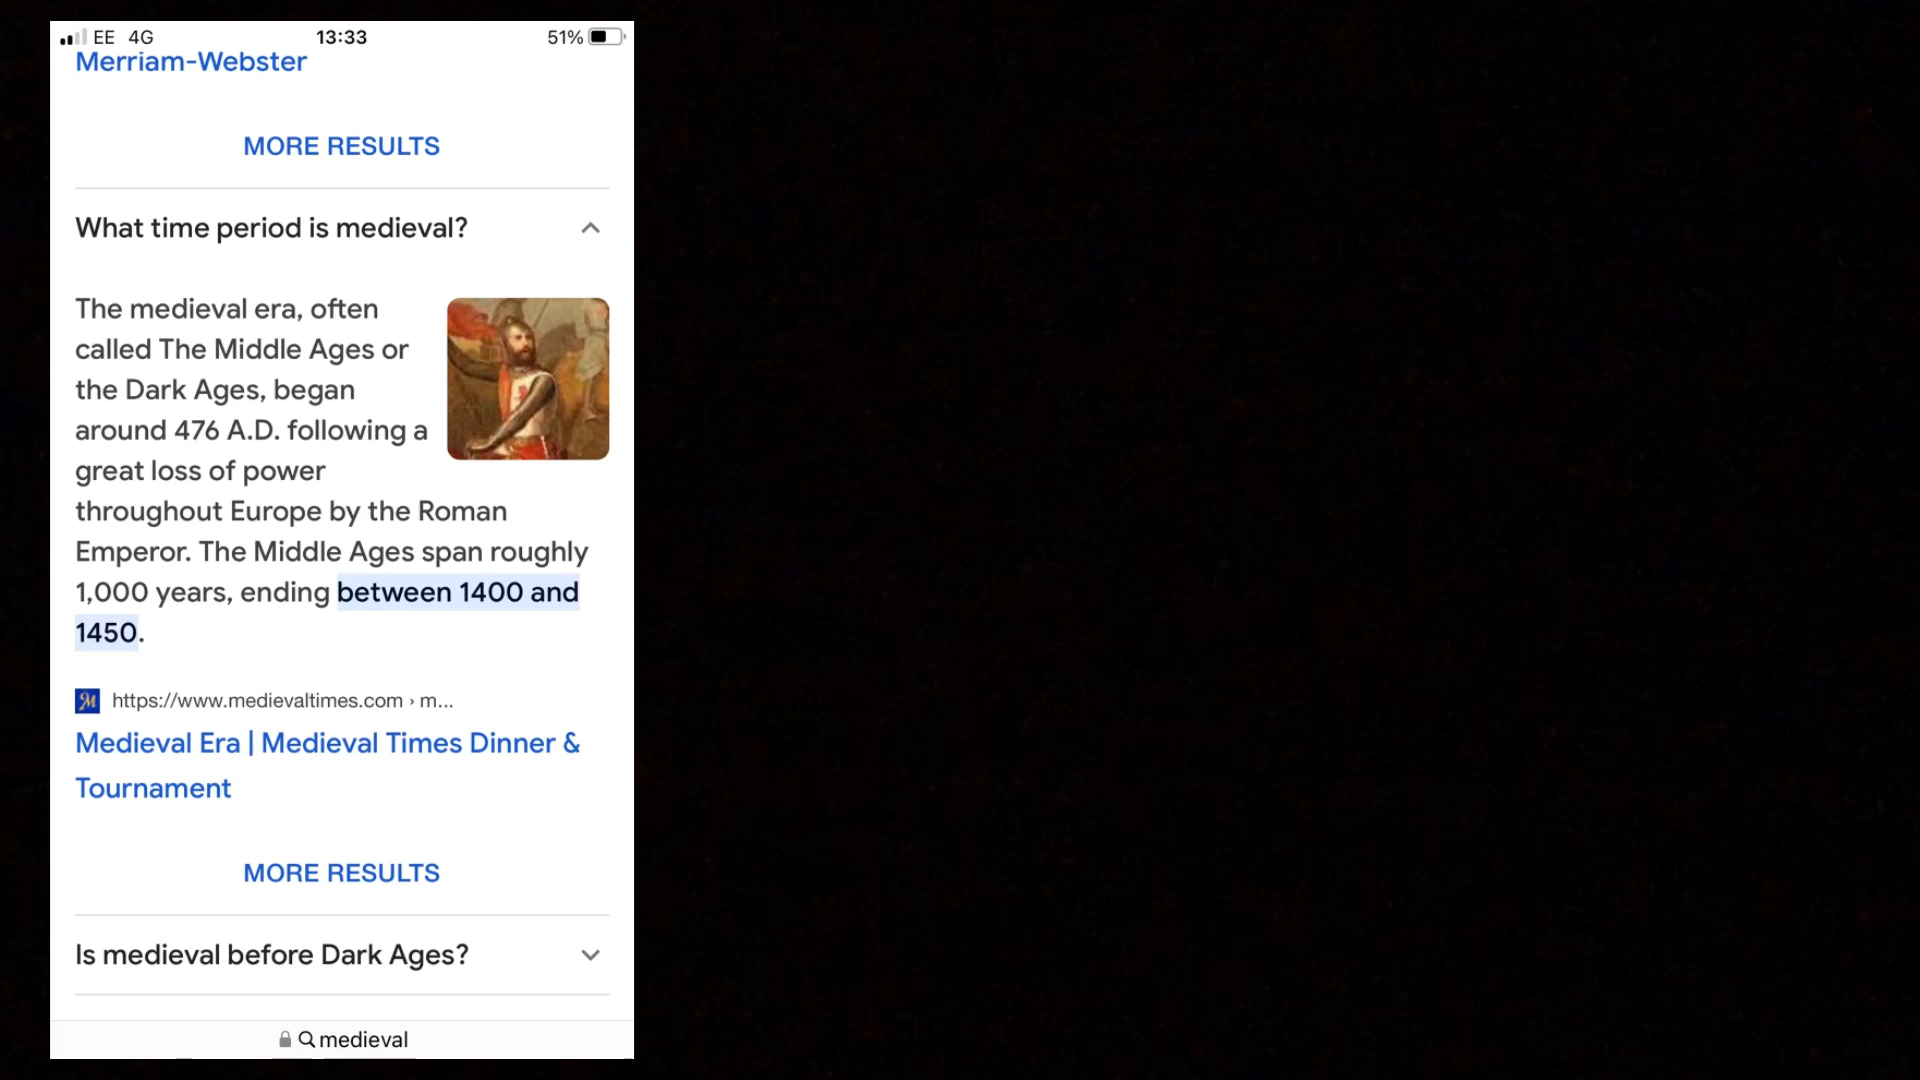 EE 4G 13:33 51%
Merriam-Webster
MORE RESULTS
What time period is medieval?
The medieval era, often
called The Middle Ages or
the Dark Ages, began
around 476 A.D. following a
great loss of power
throughout Europe by the Roman
Emperor. The Middle Ages span roughly
1,000 years, ending between 1400 and
1450.
https://www.medievaltimes.com › m...
Medieval Era | Medieval Times Dinner &
Tournament
MORE RESULTS
Is medieval before Dark Ages?
medieval